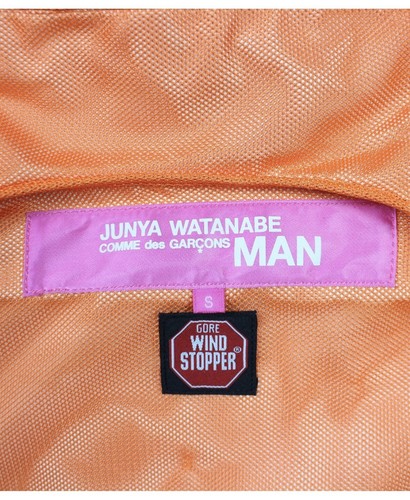 JUNYA WATANABE
COMME des GARÇONS MAN
S
GORE
WIND
STOPPER®